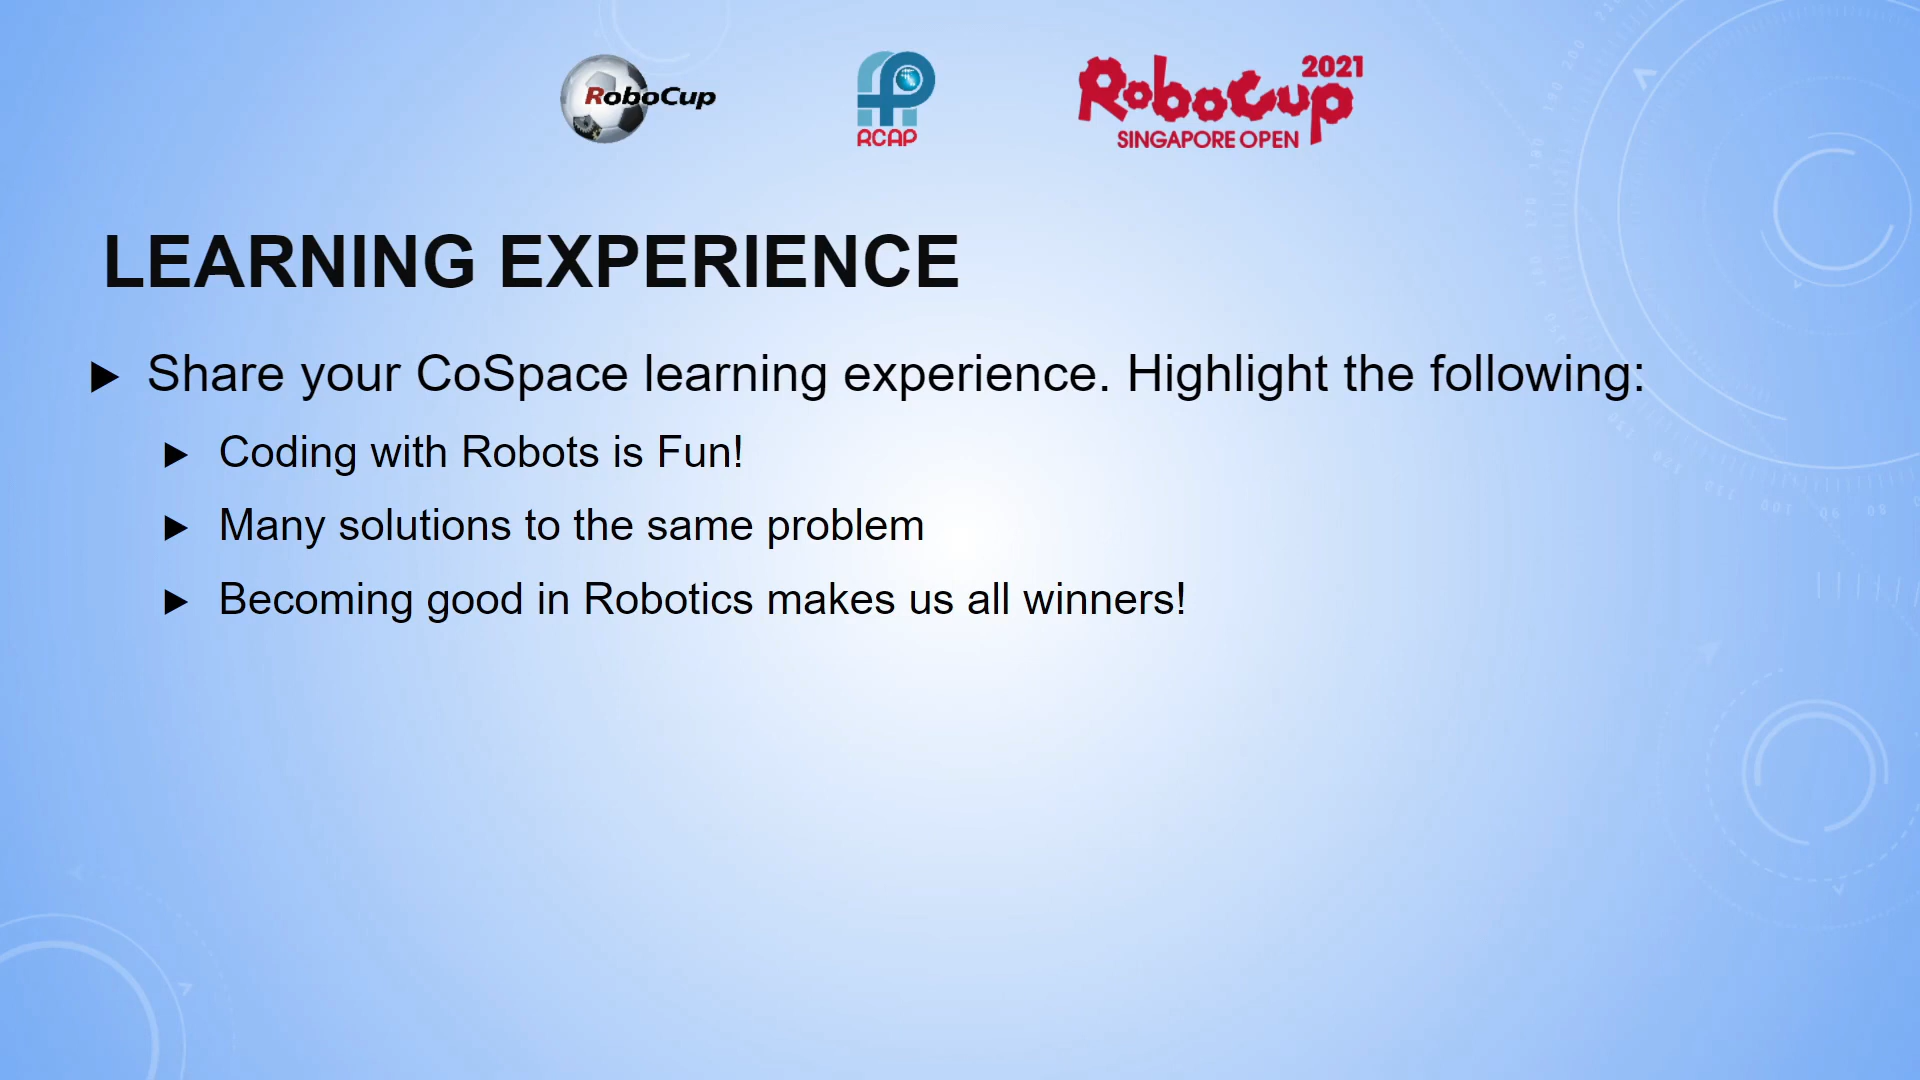 RoboCup
RCAP
RoboCup 2021
SINGAPORE OPEN
LEARNING EXPERIENCE
Share your CoSpace learning experience. Highlight the following:
Coding with Robots is Fun!
Many solutions to the same problem
Becoming good in Robotics makes us all winners!